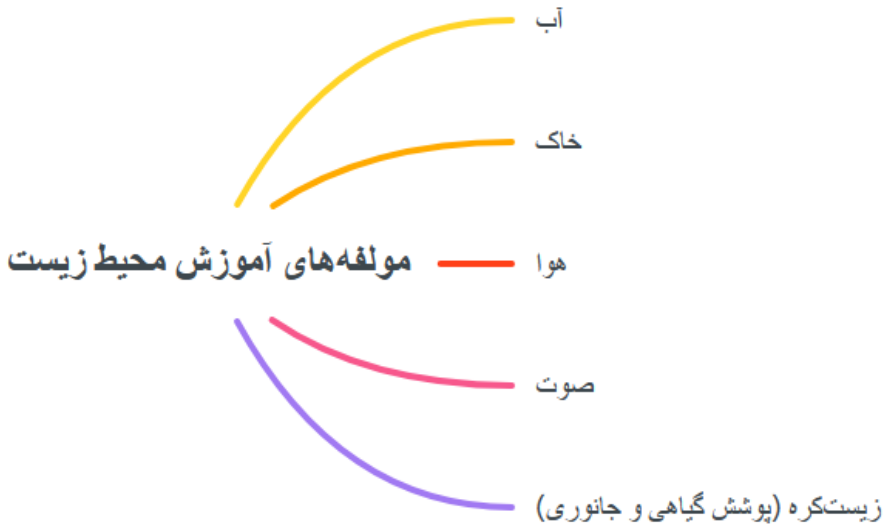 مولفه‌های آموزش محیط زیست
آب
خاک
هوا
صوت
زیست‌کره (پوشش گیاهی و جانوری)